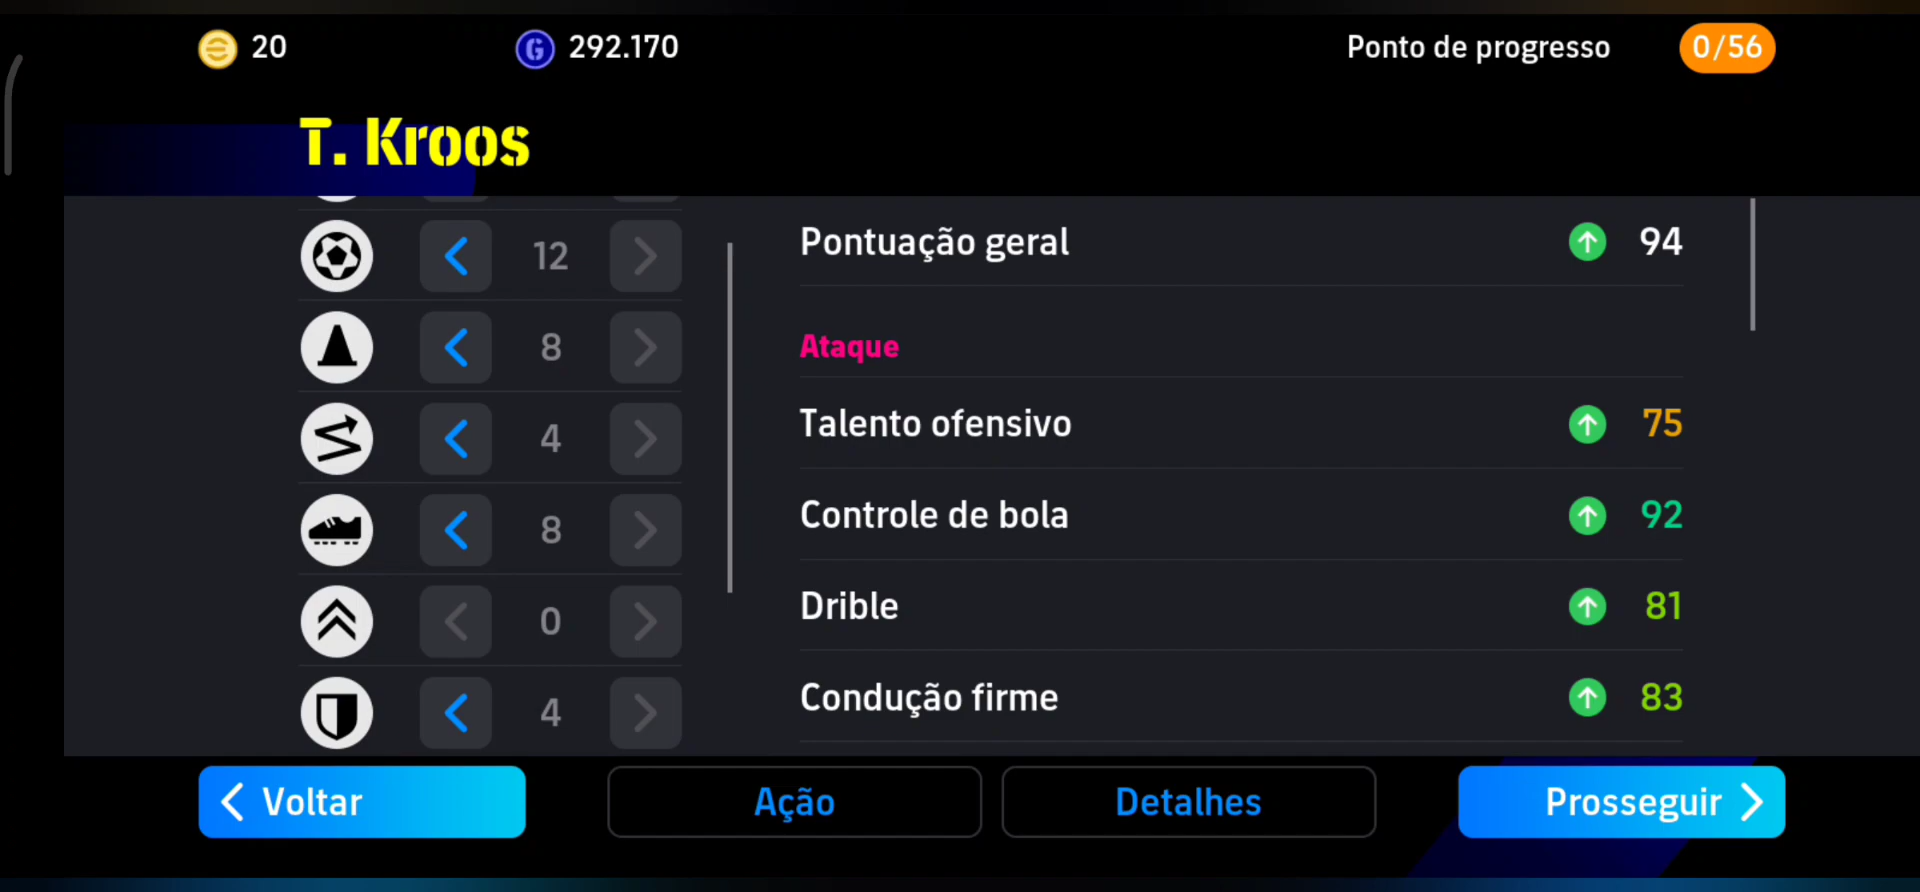 20
292.170
Ponto de progresso
0/56
T. Kroos
12
8
4
8
0
4
Pontuação geral
94
Ataque
Talento ofensivo
75
Controle de bola
92
Drible
81
Condução firme
83
Voltar
Ação
Detalhes
Prosseguir